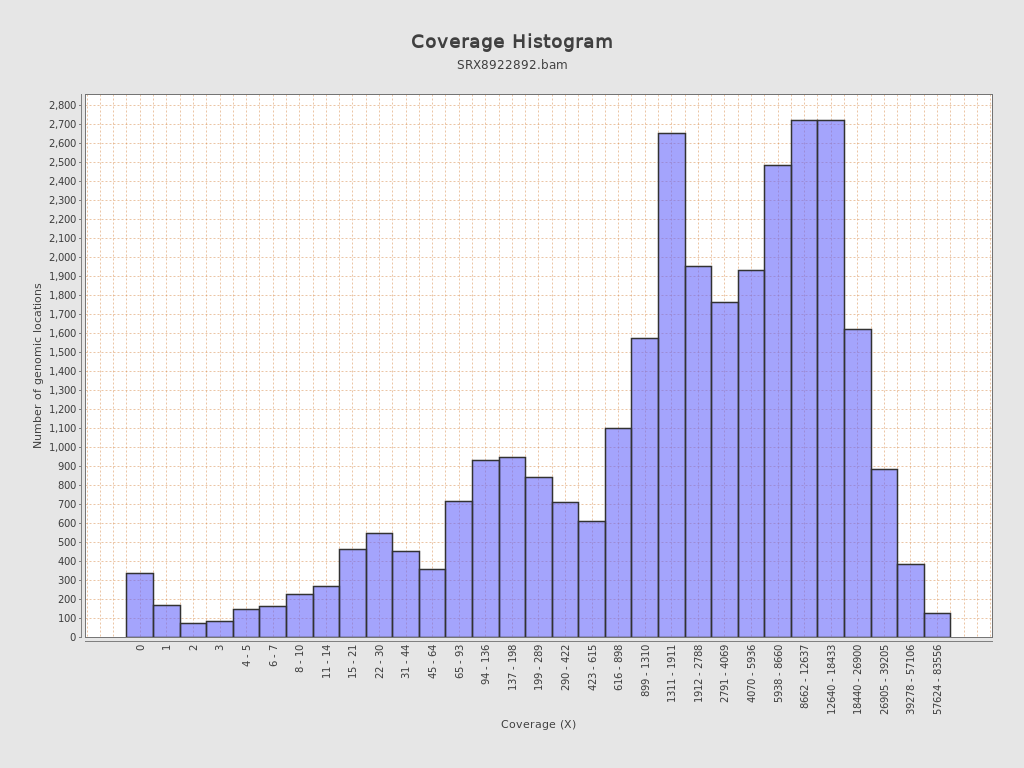 Coverage Histogram
SRX8922892.bam
Number of genomic locations
2,800
2,700
2,600
2,500
2,400
2,300
2,200
2,100
2,000
1,900
1,800
1,700
1,600
1,500
1,400
1,300
1,200
1,100
1,000
900
800
700
600
500
400
300
200
100
0
0
1
2
3
4 - 5
6 - 7
8 - 10
11 - 14
15 - 21
22 - 30
31 - 44
45 - 64
65 - 93
94 - 136
137 - 198
199 - 289
290 - 422
423 - 615
616 - 898
899 - 1310
1311 - 1911
1912 - 2788
2791 - 4069
4070 - 5936
5938 - 8660
8662 - 12637
12640 - 18433
18440 - 26900
26905 - 39205
39278 - 57106
57624 - 83556
Coverage (X)